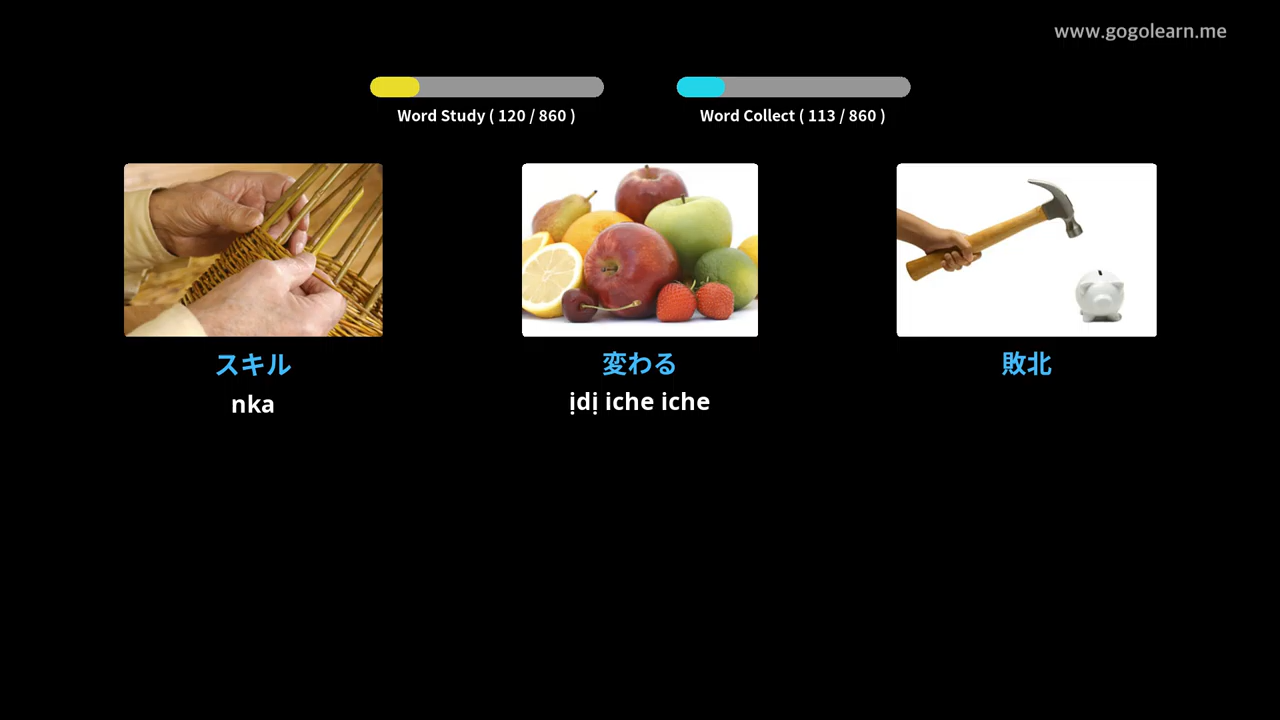 www.gogolearn.me
Word Study ( 120 / 860 )
Word Collect ( 113 / 860 )
スキル
変わる
敗北
nka
ịdị iche iche